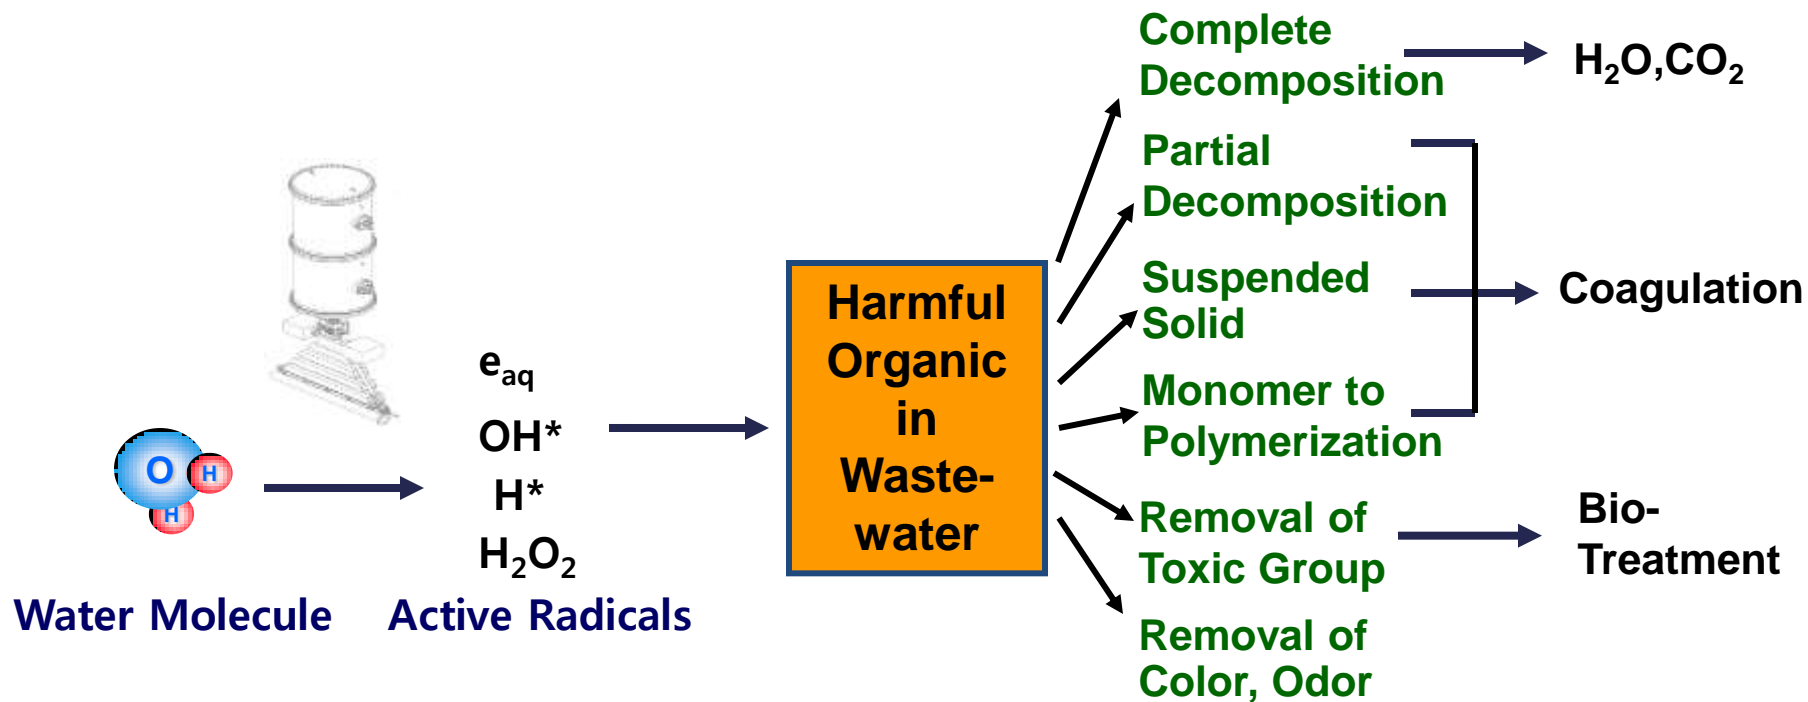 O
H
H
Water Molecule
e_aq
OH*
H*
H₂O₂
Active Radicals
Harmful
Organic
in
Waste-
water
Complete
Decomposition
H₂O,CO₂
Partial
Decomposition
Suspended
Solid
Monomer to
Polymerization
Coagulation
Removal of
Toxic Group
Bio-
Treatment
Removal of
Color, Odor